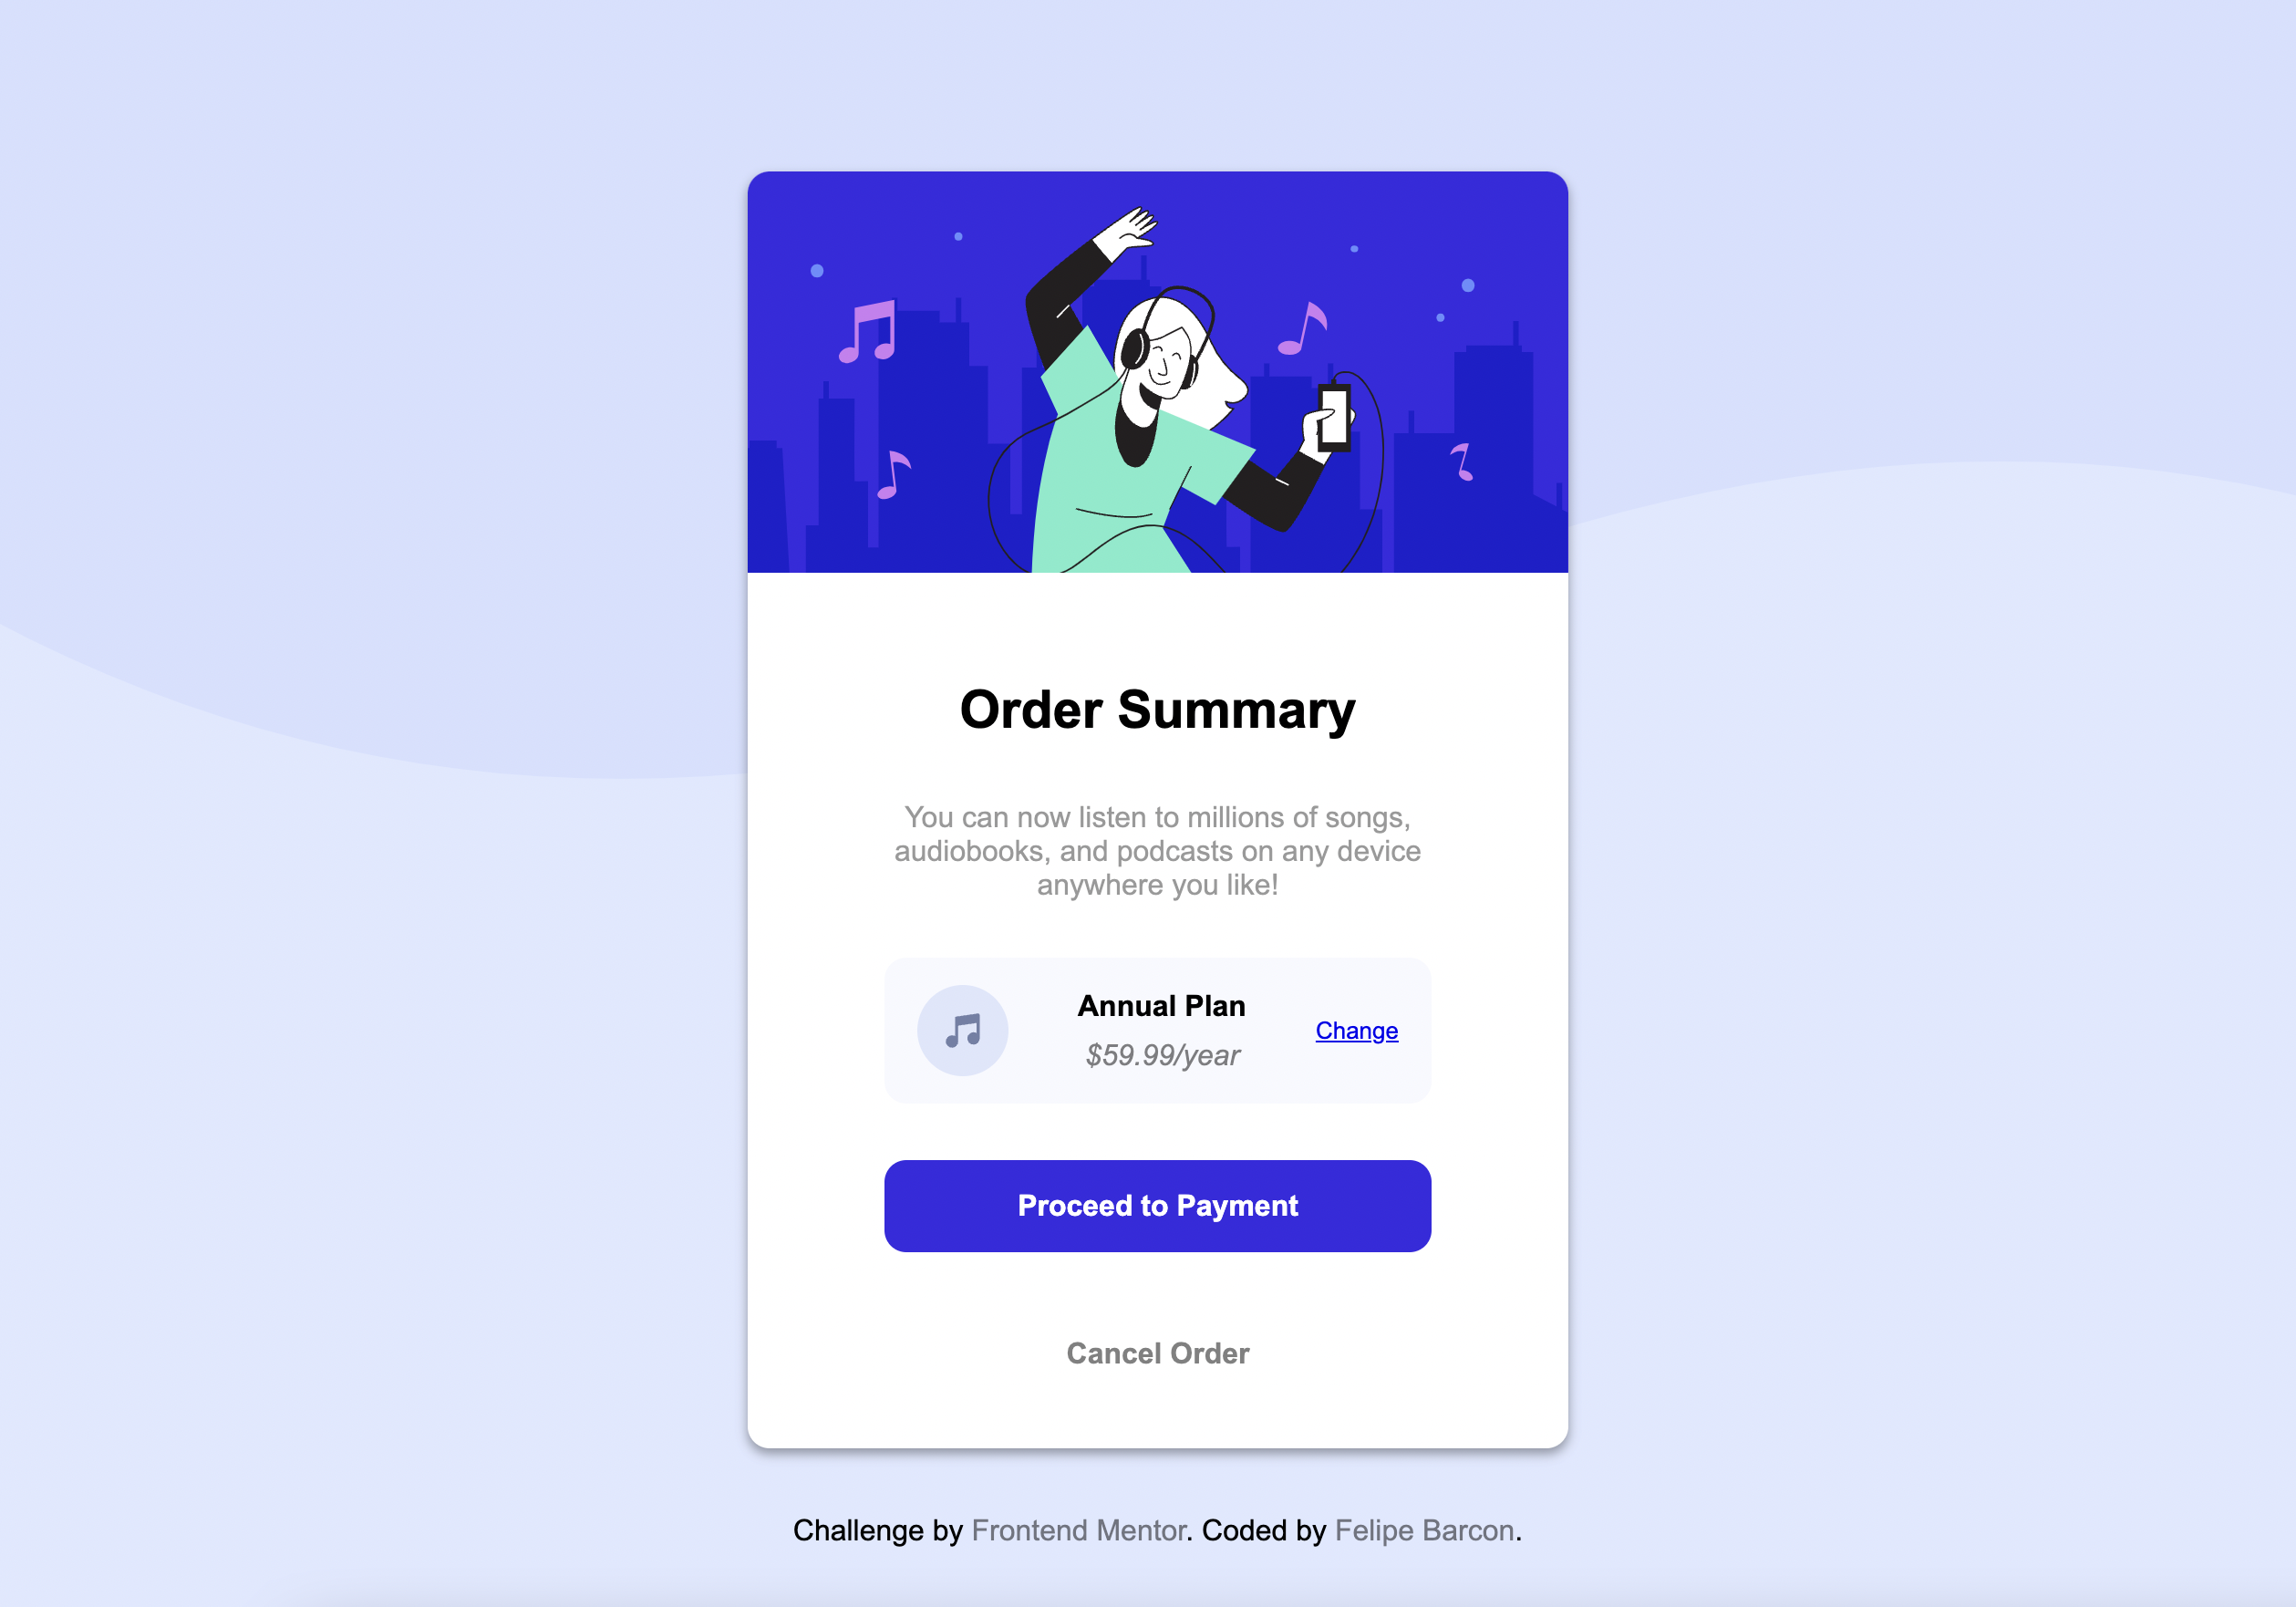 Order Summary
You can now listen to millions of songs,
audiobooks, and podcasts on any device
anywhere you like!
Annual Plan
$59.99/year
Change
Proceed to Payment
Cancel Order
Challenge by Frontend Mentor. Coded by Felipe Barcon.